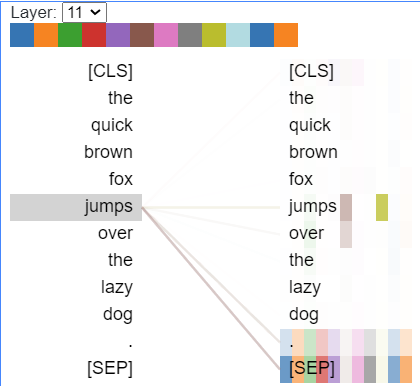 Layer: 11
[CLS] [CLS]
the the
quick quick
brown brown
fox fox
jumps jumps
over over
the the
lazy lazy
dog dog
. .
[SEP] [SEP]